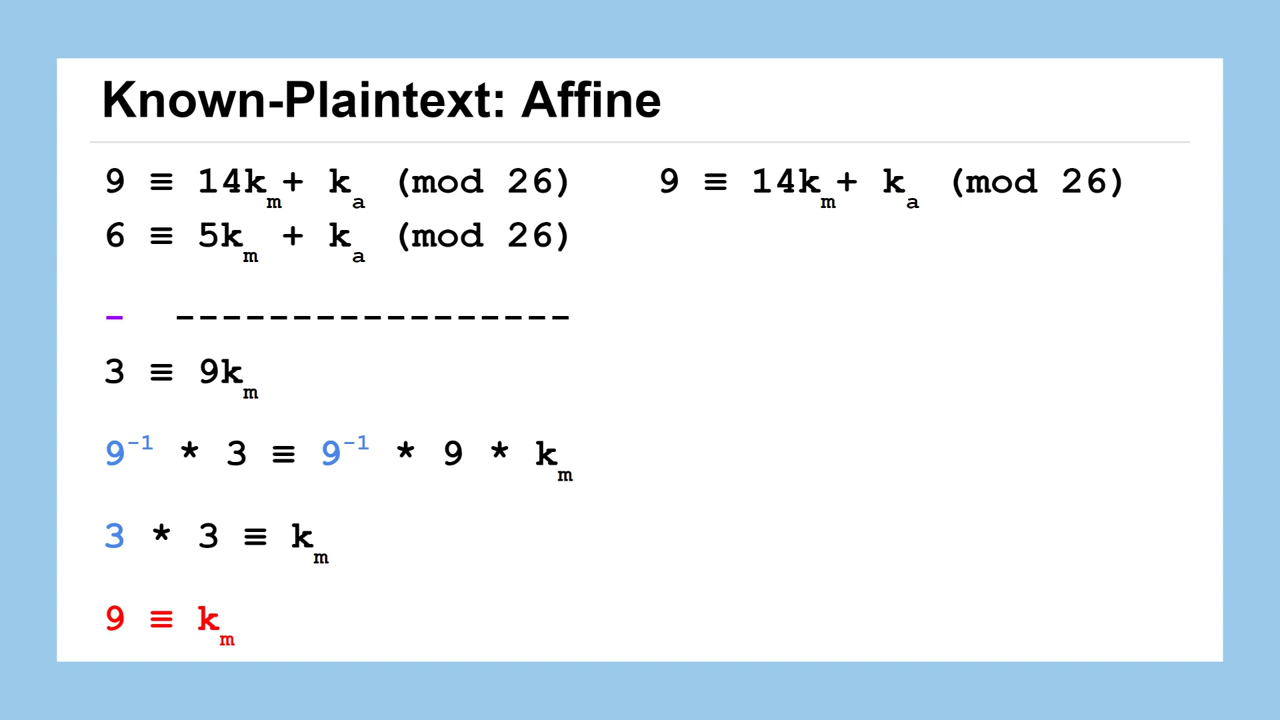 Known-Plaintext: Affine
9 ≡ 14kₘ+ kₐ (mod 26)
9 ≡ 14kₘ+ kₐ (mod 26)
6 ≡ 5kₘ + kₐ (mod 26)
- -----------------
3 ≡ 9kₘ
9⁻¹ * 3 ≡ 9⁻¹ * 9 * kₘ
3 * 3 ≡ kₘ
9 ≡ kₘ